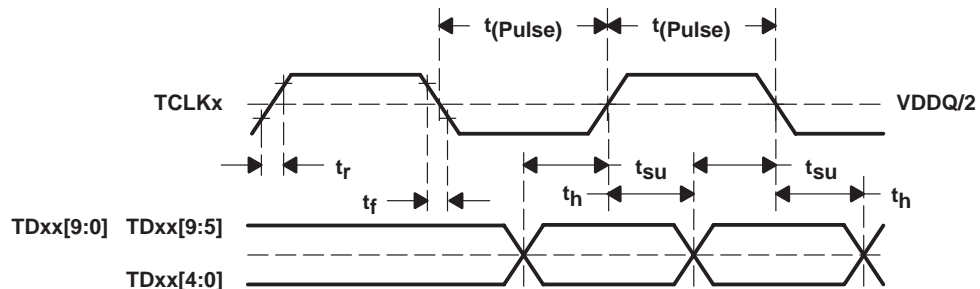 t(Pulse) t(Pulse)
TCLKx VDDQ/2
tr tsu tsu
tf th th
TDxx[9:0] TDxx[9:5]
TDxx[4:0]